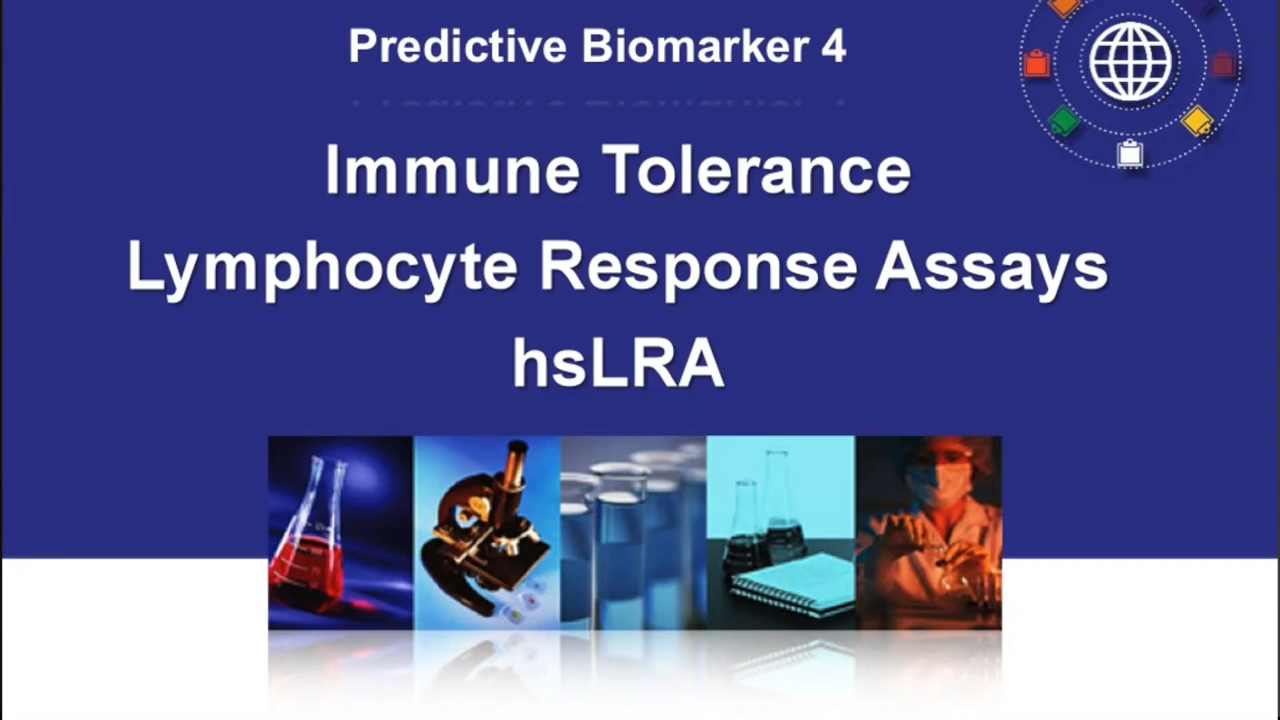 Predictive Biomarker 4
Immune Tolerance
Lymphocyte Response Assays
hsLRA